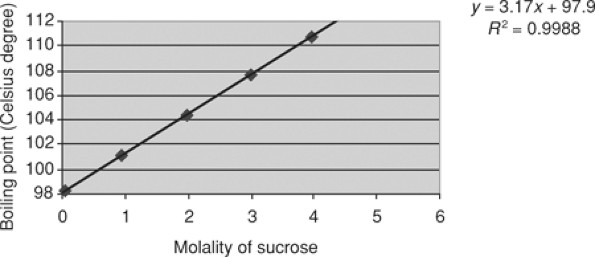 y = 3.17x + 97.9
R² = 0.9988
Boiling point (Celsius degree)
112
110
108
106
104
102
100
98
0 1 2 3 4 5 6
Molality of sucrose